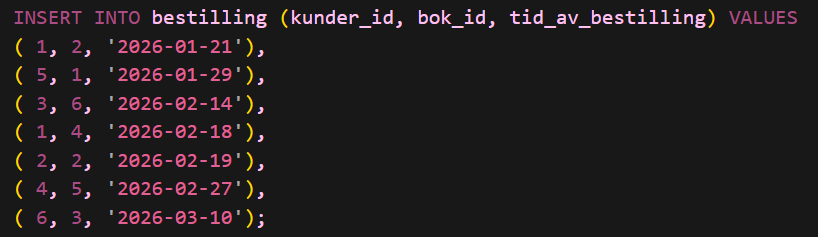 INSERT INTO bestilling (kunder_id, bok_id, tid_av_bestilling) VALUES
( 1, 2, '2026-01-21'),
( 5, 1, '2026-01-29'),
( 3, 6, '2026-02-14'),
( 1, 4, '2026-02-18'),
( 2, 2, '2026-02-19'),
( 4, 5, '2026-02-27'),
( 6, 3, '2026-03-10');